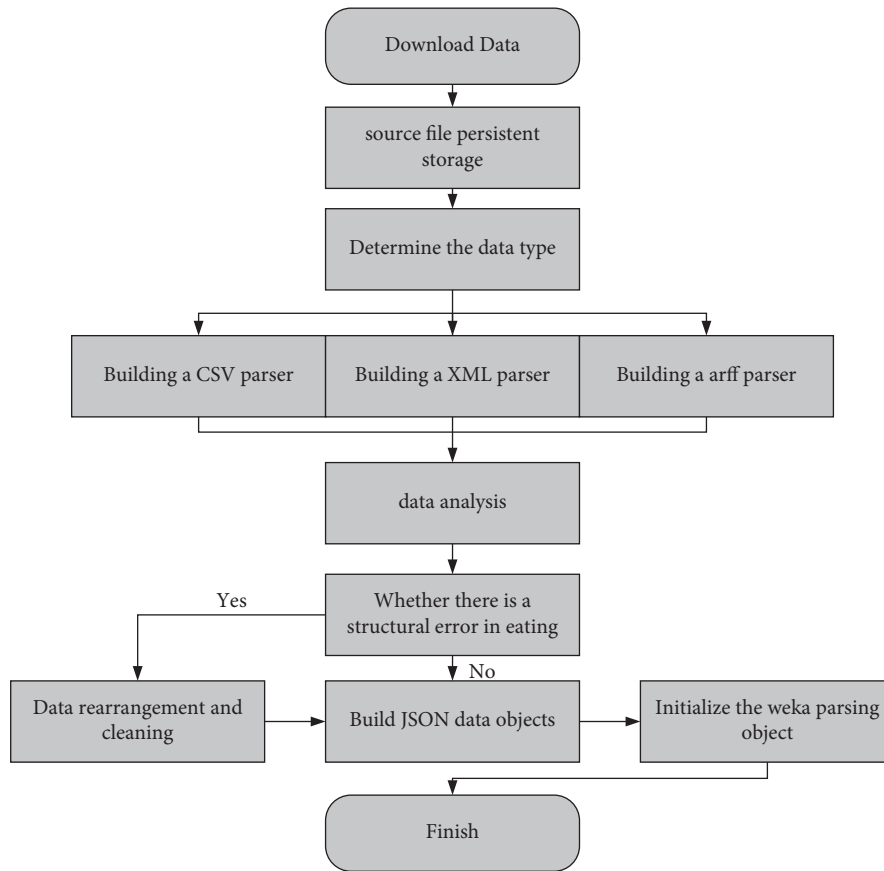 Download Data
source file persistent
storage
Determine the data type
Building a CSV parser
Building a XML parser
Building a arff parser
data analysis
Yes
Whether there is a
structural error in eating
No
Data rearrangement and
cleaning
Build JSON data objects
Initialize the weka parsing
object
Finish